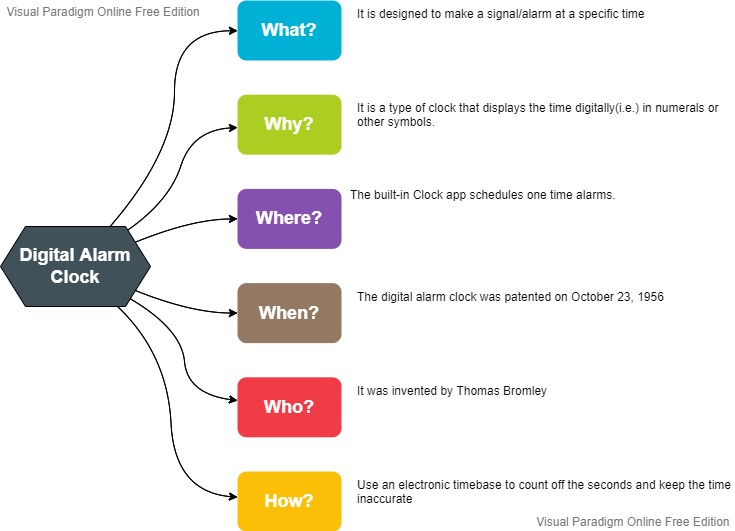 Visual Paradigm Online Free Edition
What?
It is designed to make a signal/alarm at a specific time
Why?
It is a type of clock that displays the time digitally(i.e.) in numerals or
other symbols.
Where?
The built-in Clock app schedules one time alarms.
Digital Alarm
Clock
When?
The digital alarm clock was patented on October 23, 1956
Who?
It was invented by Thomas Bromley
How?
Use an electronic timebase to count off the seconds and keep the time
inaccurate
Visual Paradigm Online Free Edition